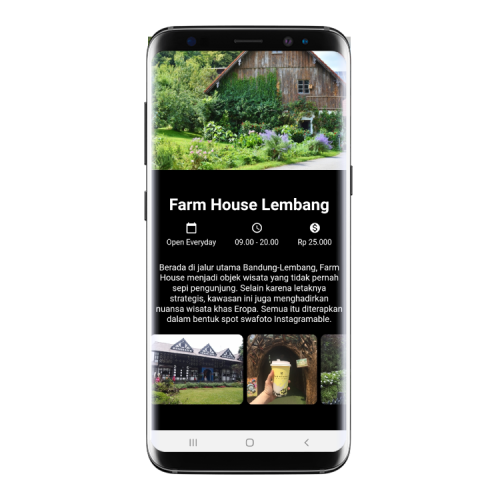 Farm House Lembang
Open Everyday
09.00 - 20.00
Rp 25.000
Berada di jalur utama Bandung-Lembang, Farm
House menjadi objek wisata yang tidak pernah
sepi pengunjung. Selain karena letaknya
strategis, kawasan ini juga menghadirkan
nuansa wisata khas Eropa. Semua itu diterapkan
dalam bentuk spot swafoto Instagramable.